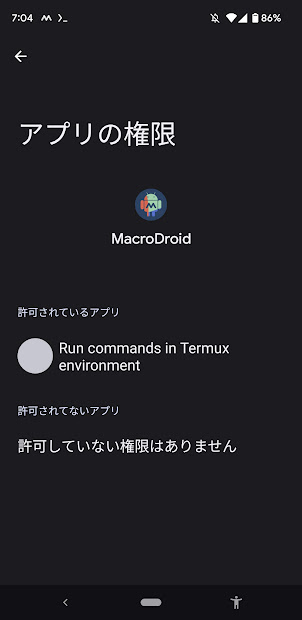 7:04
86%
アプリの権限
MacroDroid
許可されているアプリ
Run commands in Termux
environment
許可されてないアプリ
許可していない権限はありません